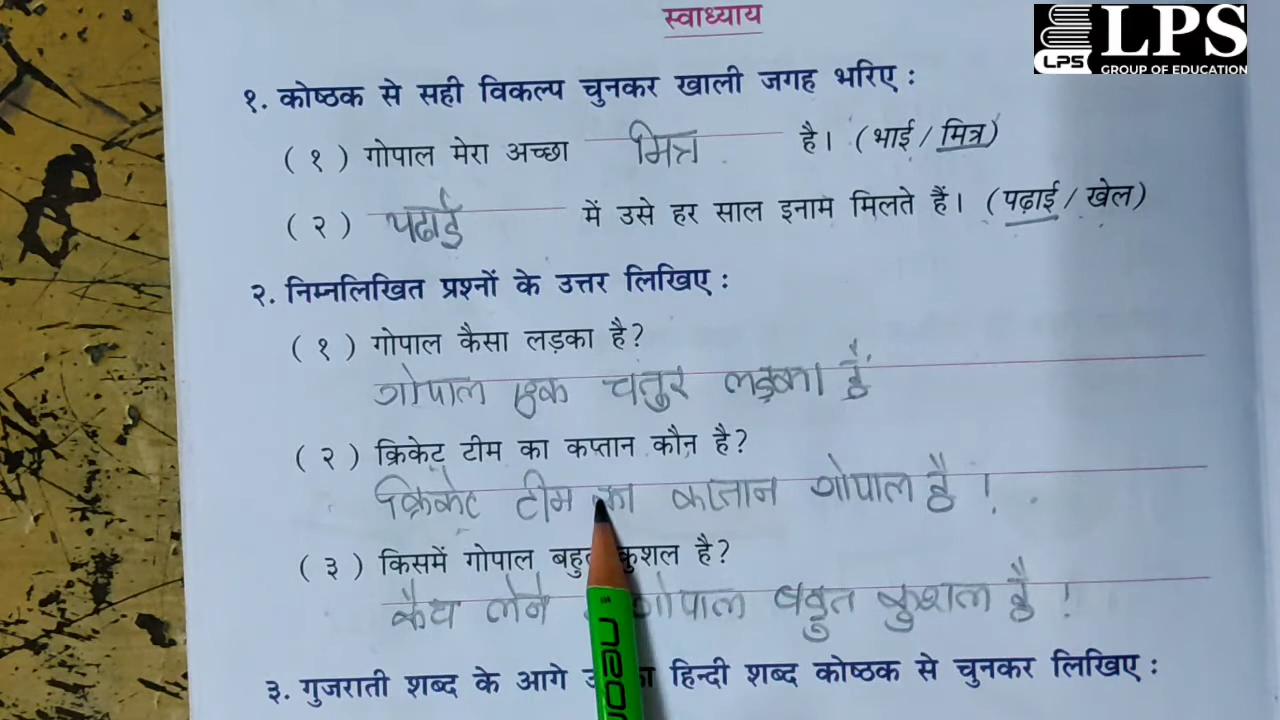 स्वाध्याय
LPS
LPS
GROUP OF EDUCATION
१. कोष्ठक से सही विकल्प चुनकर खाली जगह भरिए :
( १ ) गोपाल मेरा अच्छा मित्र है। (भाई / मित्र)
( २ ) पढाई में उसे हर साल इनाम मिलते हैं। (पढ़ाई / खेल)
२. निम्नलिखित प्रश्नों के उत्तर लिखिए :
( १ ) गोपाल कैसा लड़का है?
गोपाल एक चतुर लड़का है
( २ ) क्रिकेट टीम का कप्तान कौन है?
क्रिकेट टीम का कप्तान गोपाल है ।
( ३ ) किसमें गोपाल बहुत कुशल है?
कैच लेने गोपाल बहुत कुशल है ।
३. गुजराती शब्द के आगे हिन्दी शब्द कोष्ठक से चुनकर लिखिए :
neon